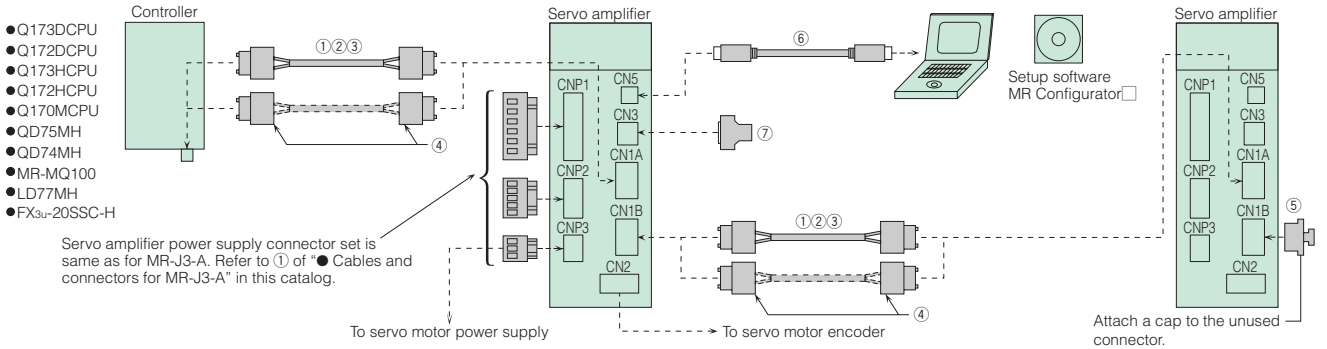 Controller
●Q173DCPU
●Q172DCPU
●Q173HCPU
●Q172HCPU
●Q170MCPU
●QD75MH
●QD74MH
●MR-MQ100
●LD77MH
●FX3U-20SSC-H
①②③
④
Servo amplifier power supply connector set is
same as for MR-J3-A. Refer to ① of “● Cables and
connectors for MR-J3-A” in this catalog.
Servo amplifier
CNP1
CNP2
CNP3
CN5
CN3
CN1A
CN1B
CN2
To servo motor power supply
To servo motor encoder
⑥
⑦
Setup software
MR Configurator□
①②③
④
Servo amplifier
CNP1
CNP2
CNP3
CN5
CN3
CN1A
CN1B
CN2
⑤
Attach a cap to the unused
connector.